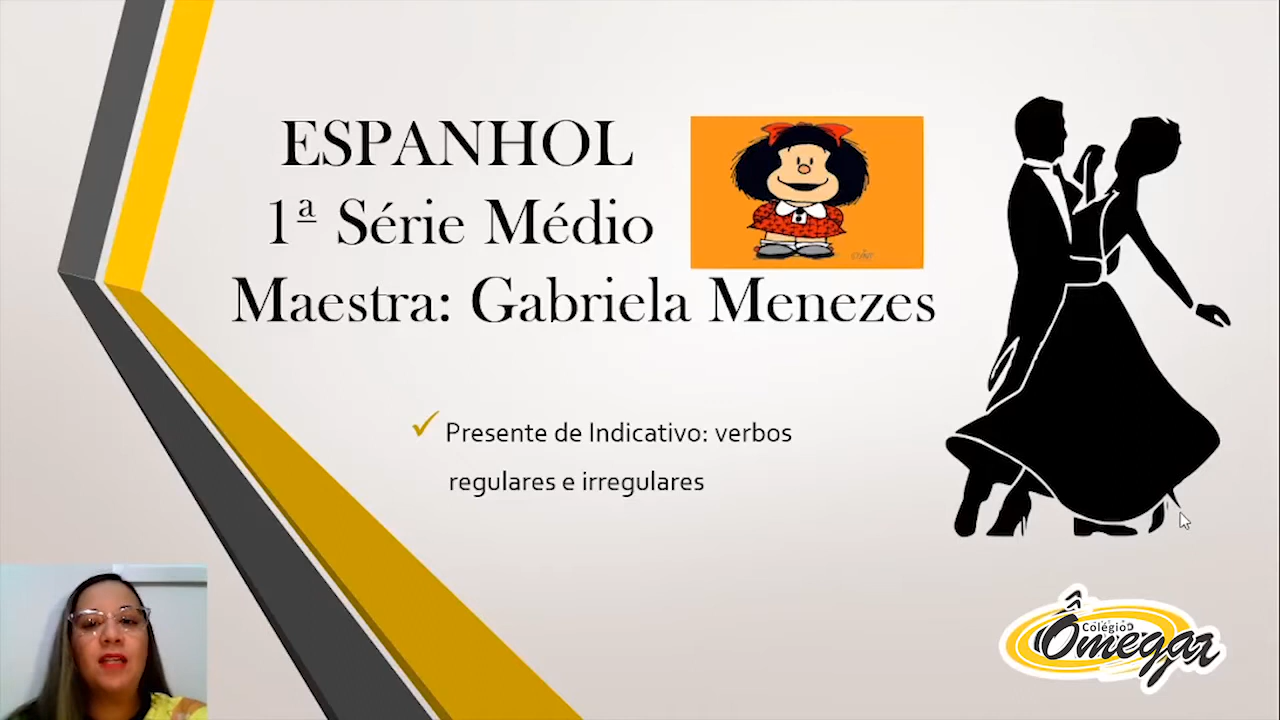 ESPANHOL
1ª Série Médio
Maestra: Gabriela Menezes
Presente de Indicativo: verbos
regulares e irregulares
Colégio
Ômegar